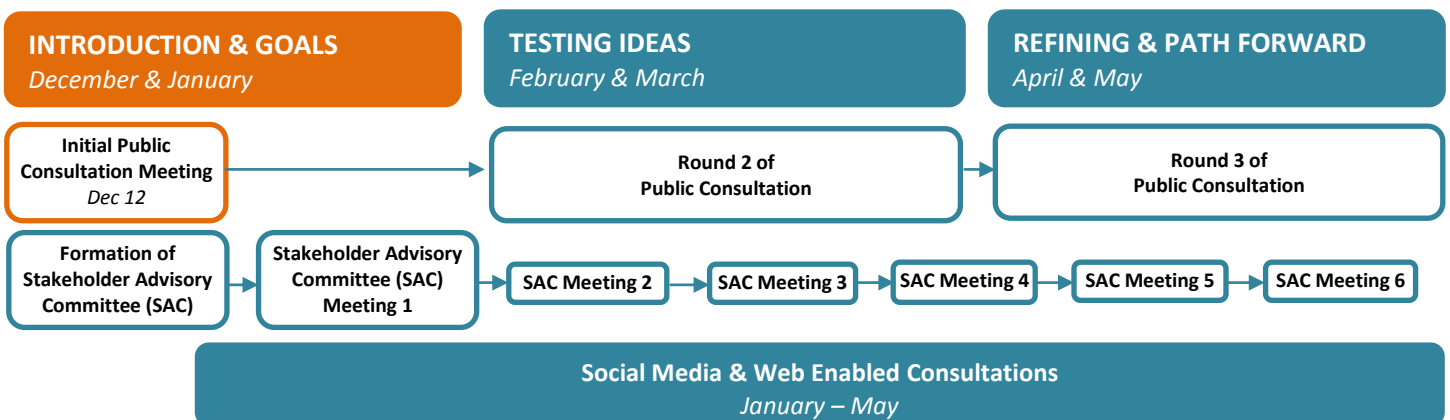 INTRODUCTION & GOALS
December & January
TESTING IDEAS
February & March
REFINING & PATH FORWARD
April & May
Initial Public
Consultation Meeting
Dec 12
Round 2 of
Public Consultation
Round 3 of
Public Consultation
Formation of
Stakeholder Advisory
Committee (SAC)
Stakeholder Advisory
Committee (SAC)
Meeting 1
SAC Meeting 2
SAC Meeting 3
SAC Meeting 4
SAC Meeting 5
SAC Meeting 6
Social Media & Web Enabled Consultations
January – May